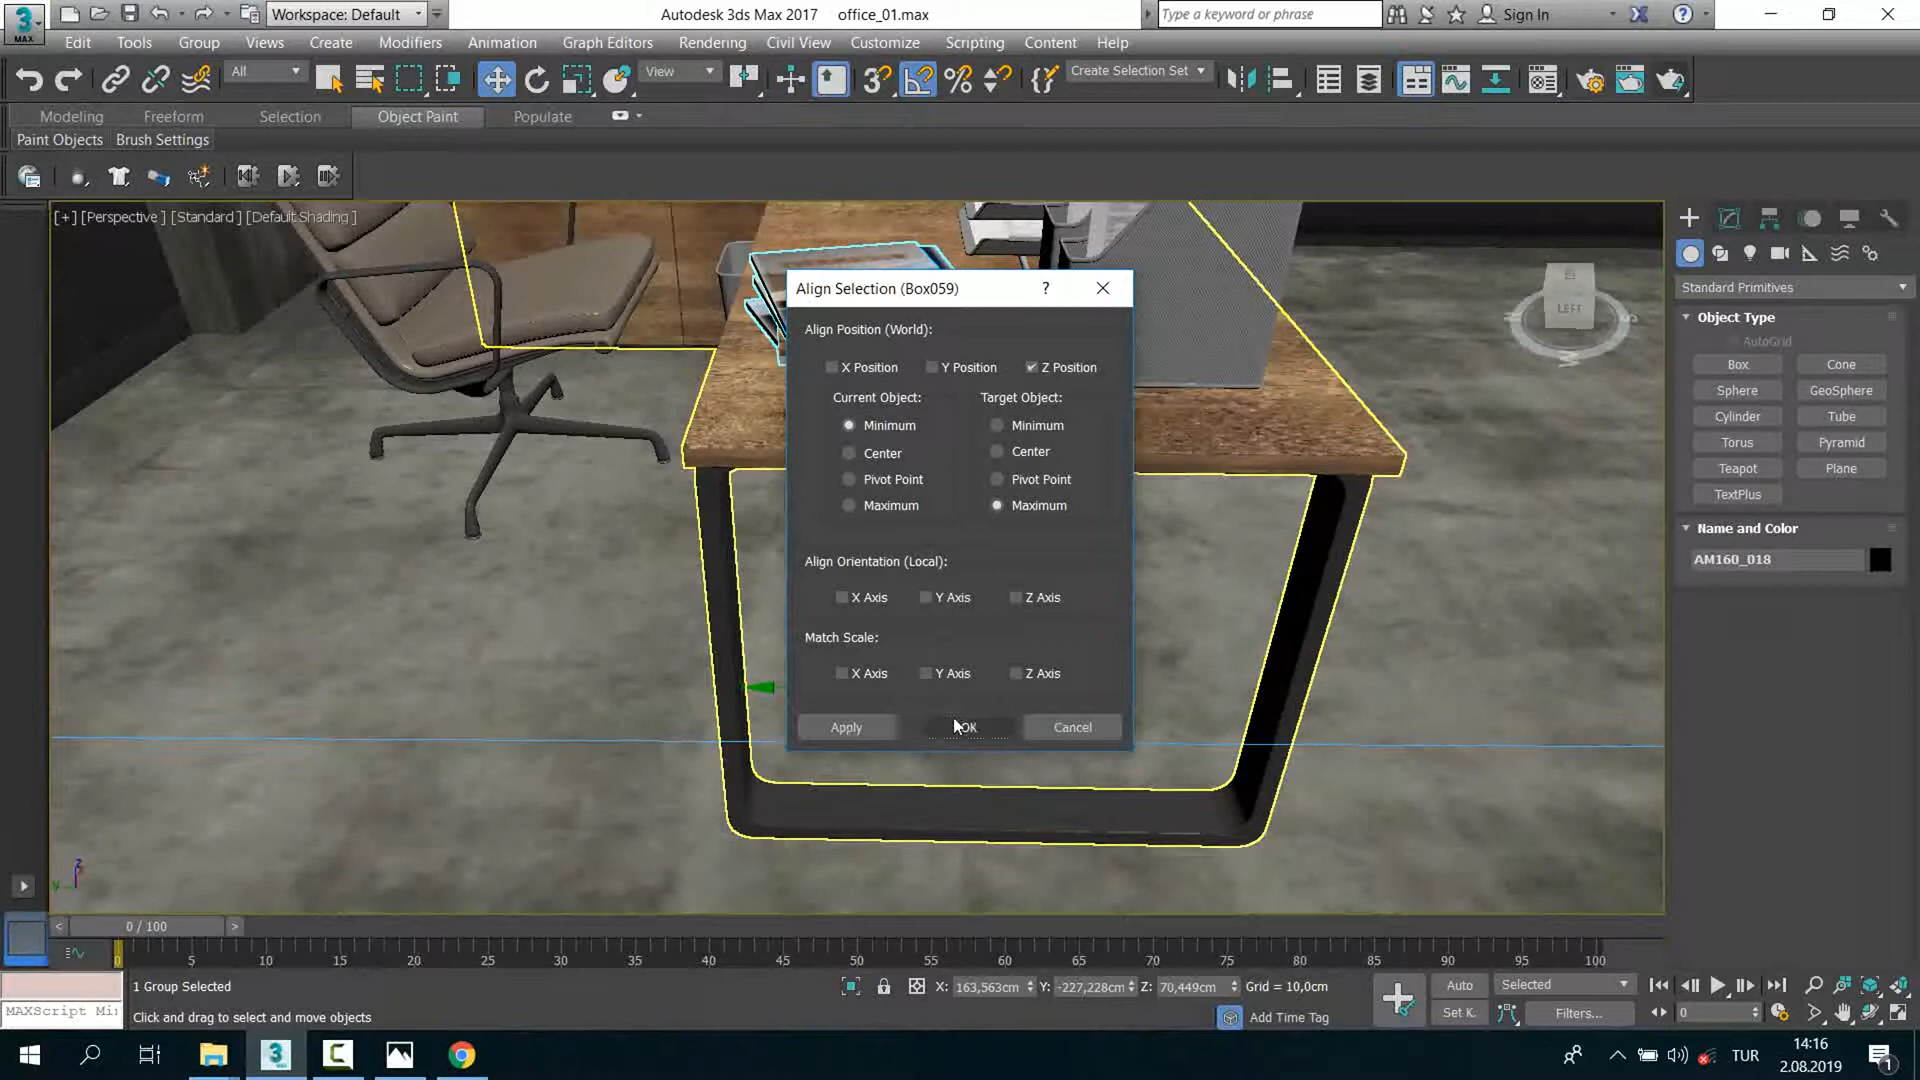 3
MAX
Workspace: Default
Autodesk 3ds Max 2017 office_01.max
Type a keyword or phrase
Sign In
Edit Tools Group Views Create Modifiers Animation Graph Editors Rendering Civil View Customize Scripting Content Help
All
View
Create Selection Set
Modeling Freeform Selection Object Paint Populate
Paint Objects Brush Settings
[+] [Perspective ] [Standard ] [Default Shading ]
LEFT
Standard Primitives
Object Type
AutoGrid
Box Cone
Sphere GeoSphere
Cylinder Tube
Torus Pyramid
Teapot Plane
TextPlus
Name and Color
AM160_018
Align Selection (Box059) ?
Align Position (World):
X Position Y Position Z Position
Current Object: Target Object:
Minimum Minimum
Center Center
Pivot Point Pivot Point
Maximum Maximum
Align Orientation (Local):
X Axis Y Axis Z Axis
Match Scale:
X Axis Y Axis Z Axis
Apply OK Cancel
< 0 / 100 >
0 5 10 15 20 25 30 35 40 45 50 55 60 65 70 75 80 85 90 95 100
1 Group Selected
X: 163,563cm Y: -227,228cm Z: 70,449cm Grid = 10,0cm
Auto Selected
MAXScript Mi
Click and drag to select and move objects
Add Time Tag
Set K. Filters... 0
TUR
14:16
2.08.2019
1